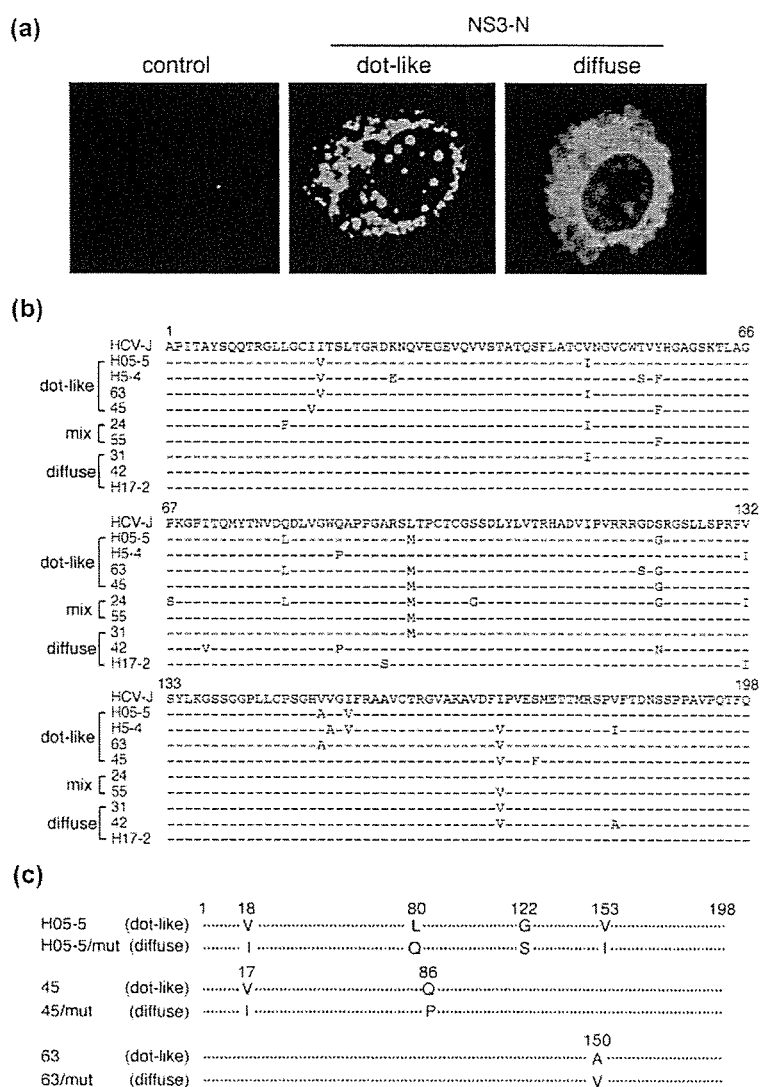 (a)
NS3-N
control
dot-like
diffuse
(b)
1 66
HCV-J APITAYSQQTRGLLGCIITSLTGRDKNQVEGEVQVVSTATQSFLATCVNGVCWTVYHGAGSKTLAG
dot-like
H05-5 -----------------V-----------------------------I------------------
H5-4 -----------------V-------E---------------------------S-F----------
63 -----------------V-----------------------------I------------------
45 ----------------V--------------------------------------F----------
mix
24 -------------F---------------------------------I------------------
55 -------------------------------------------------------F----------
diffuse
31 -----------------------------------------------I------------------
42 ------------------------------------------------------------------
H17-2 ------------------------------------------------------------------
67 132
HCV-J PKGPITQMYTNVDQDLVGWQAPPGARSLTPCTCGSSDLYLVTRHADVIPVRRRGDSRGSLLSPRPV
dot-like
H05-5 -------------L-------------M---------------------------G----------
H5-4 -------------------P---------------------------------------------I
63 -------------L-------------M-------------------------S-G----------
45 ---------------------------M---------------------------G----------
mix
24 S------------L-------------M------G--------------------G---------I
55 ---------------------------M--------------------------------------
diffuse
31 ---------------------------M--------------------------------------
42 ----V--------------P-----------------------------------N----------
H17-2 ------------------------S----------------------------------------I
133 198
HCV-J SYLKGSSGGPLLCPSGHVVGIFRAAVCTRGVAKAVDFIPVESMETTMRSPVFTDNSSPPAVPQTFQ
dot-like
H05-5 -----------------A--V---------------------------------------------
H5-4 ------------------A-V----------------V------------I---------------
63 -----------------A-------------------V----------------------------
45 -------------------------------------V---F------------------------
mix
24 ------------------------------------------------------------------
55 -------------------------------------V----------------------------
diffuse
31 -------------------------------------V----------------------------
42 -------------------------------------V------------A---------------
H17-2 ------------------------------------------------------------------
(c)
1 18 80 122 153 198
H05-5 (dot-like) V L G V
H05-5/mut (diffuse) I Q S I
17 86
45 (dot-like) V Q
45/mut (diffuse) I P
150
63 (dot-like) A
63/mut (diffuse) V